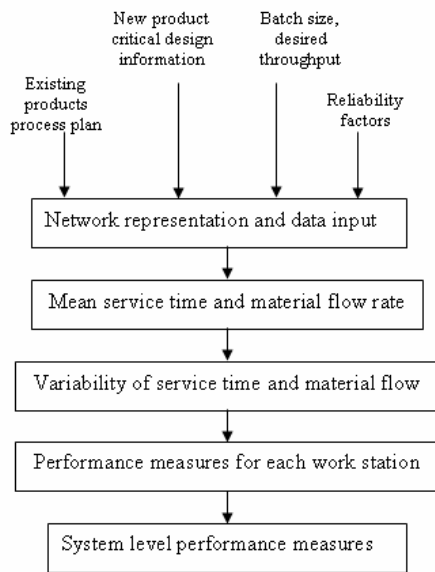 New product
critical design
information
Batch size,
desired
throughput
Existing
products
process plan
Reliability
factors
Network representation and data input
Mean service time and material flow rate
Variability of service time and material flow
Performance measures for each work station
System level performance measures